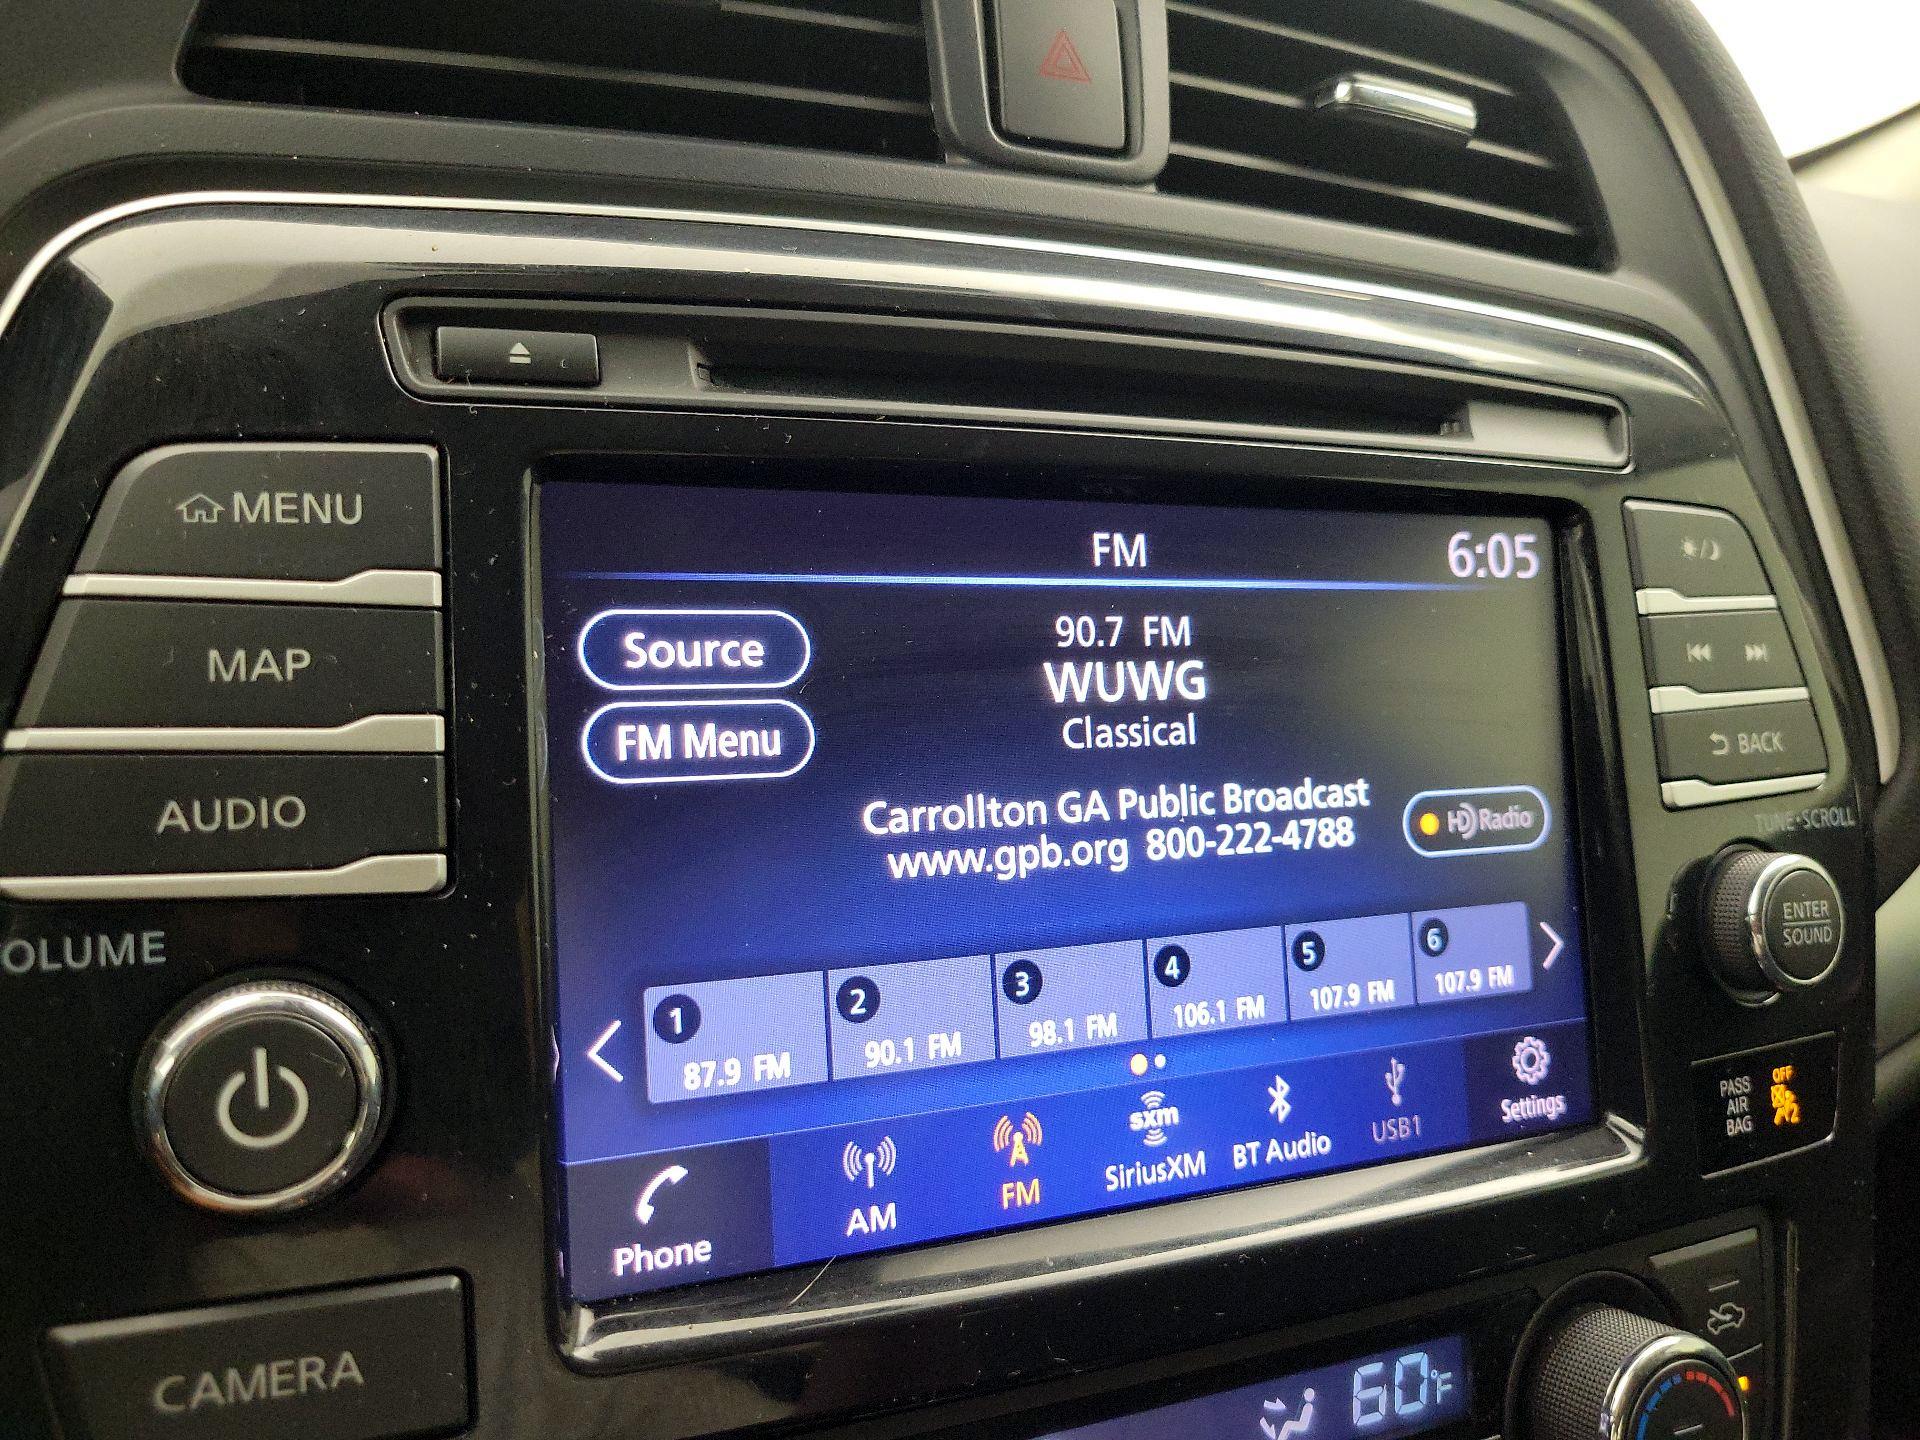 MENU
MAP
AUDIO
OLUME
CAMERA
FM
6:05
Source
FM Menu
90.7 FM
WUWG
Classical
Carrollton GA Public Broadcast
www.gpb.org 800-222-4788
HD Radio
1
87.9 FM
2
90.1 FM
3
98.1 FM
4
106.1 FM
5
107.9 FM
6
107.9 FM
Phone
AM
FM
sxm
SiriusXM
BT Audio
USB1
Settings
BACK
TUNE•SCROLL
ENTER
SOUND
PASS
AIR
BAG
OFF
2
60°F